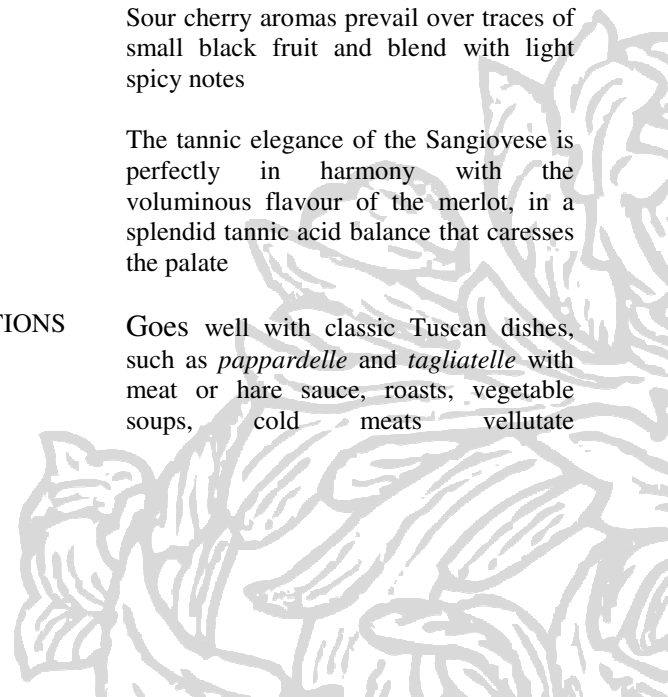 Sour cherry aromas prevail over traces of
small black fruit and blend with light
spicy notes
The tannic elegance of the Sangiovese is
perfectly in harmony with the
voluminous flavour of the merlot, in a
splendid tannic acid balance that caresses
the palate
TIONS Goes well with classic Tuscan dishes,
such as pappardelle and tagliatelle with
meat or hare sauce, roasts, vegetable
soups, cold meats vellutate